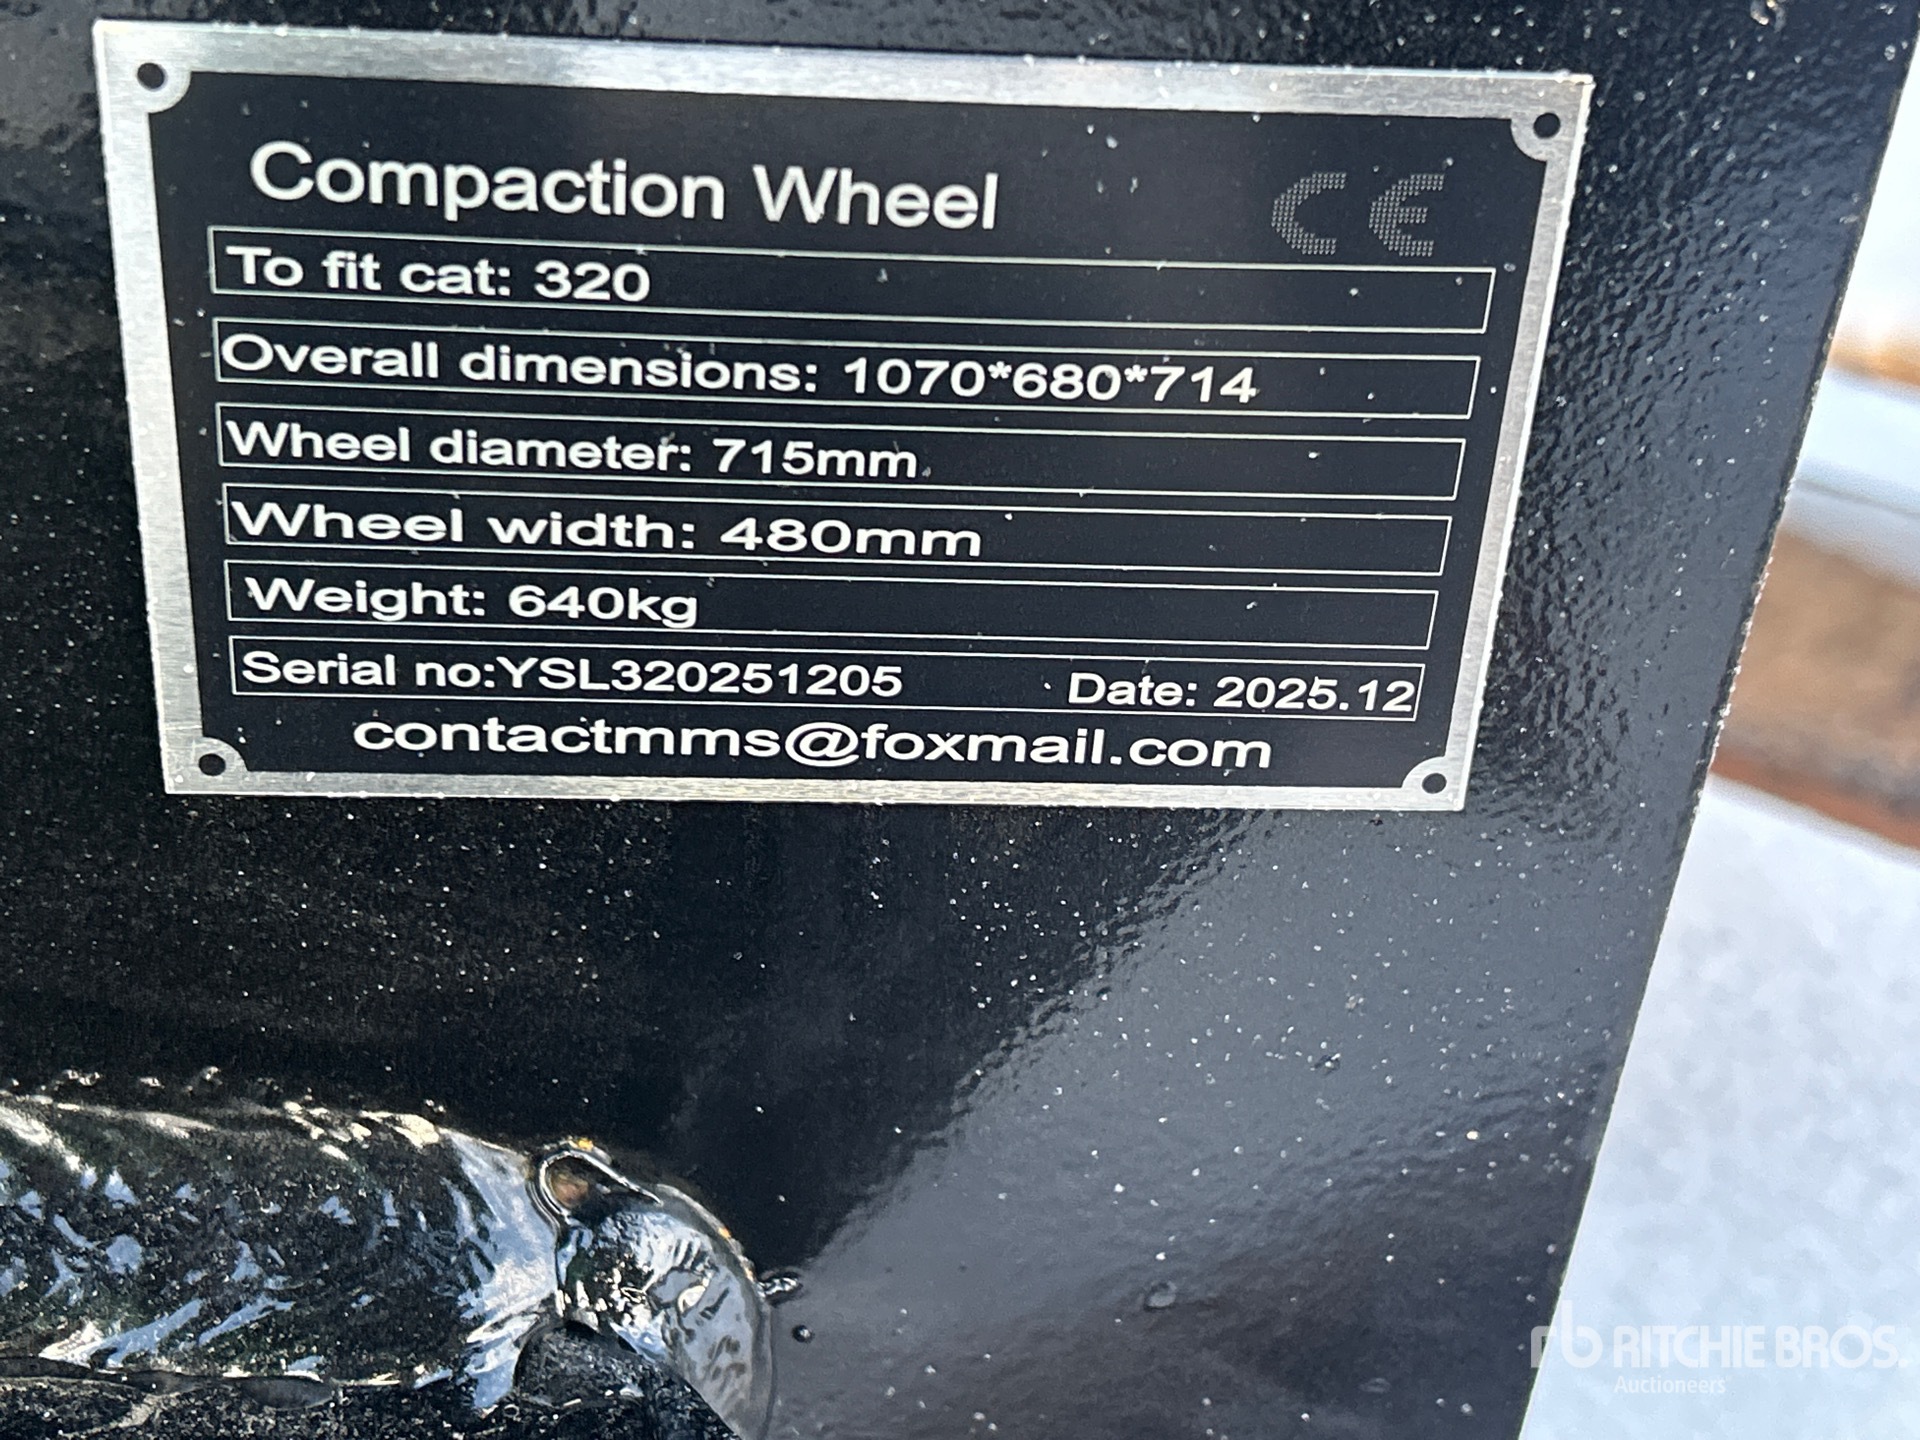 Compaction Wheel CE
To fit cat: 320
Overall dimensions: 1070*680*714
Wheel diameter: 715mm
Wheel width: 480mm
Weight: 640kg
Serial no:YSL320251205 Date: 2025.12
contactmms@foxmail.com
rb RITCHIE BROS.
Auctioneers